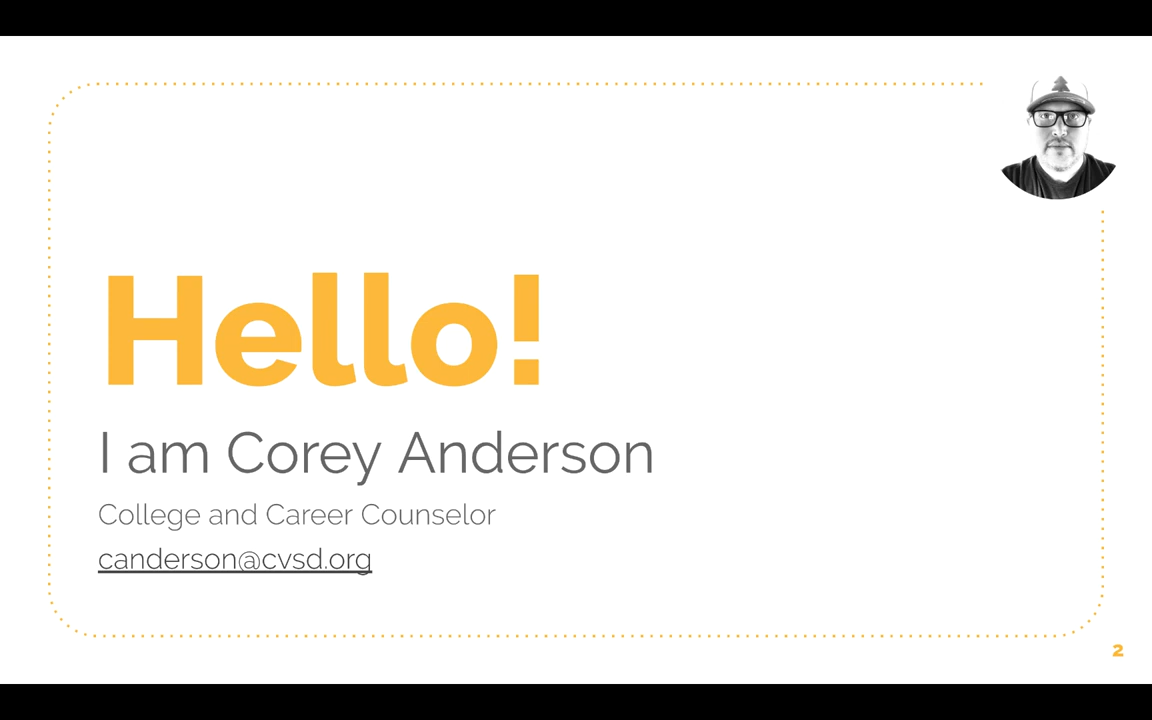 Hello!
I am Corey Anderson
College and Career Counselor
canderson@cvsd.org
2